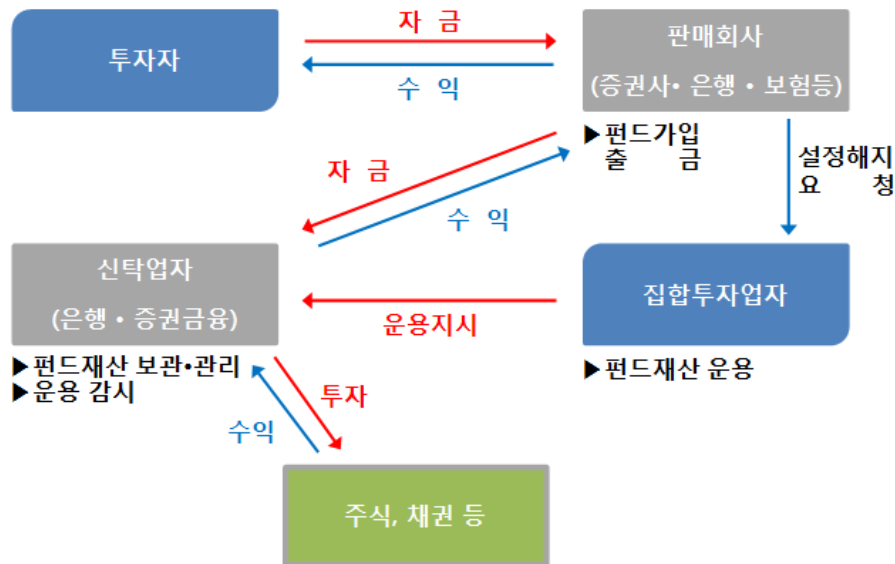 자 금
투자자
수 익
판매회사
(증권사• 은행 • 보험등)
▶펀드가입
출 금
설정해지
요 청
자 금
수 익
신탁업자
(은행 • 증권금융)
▶펀드재산 보관•관리
▶운용 감시
운용지시
집합투자업자
▶펀드재산 운용
투자
수익
주식, 채권 등